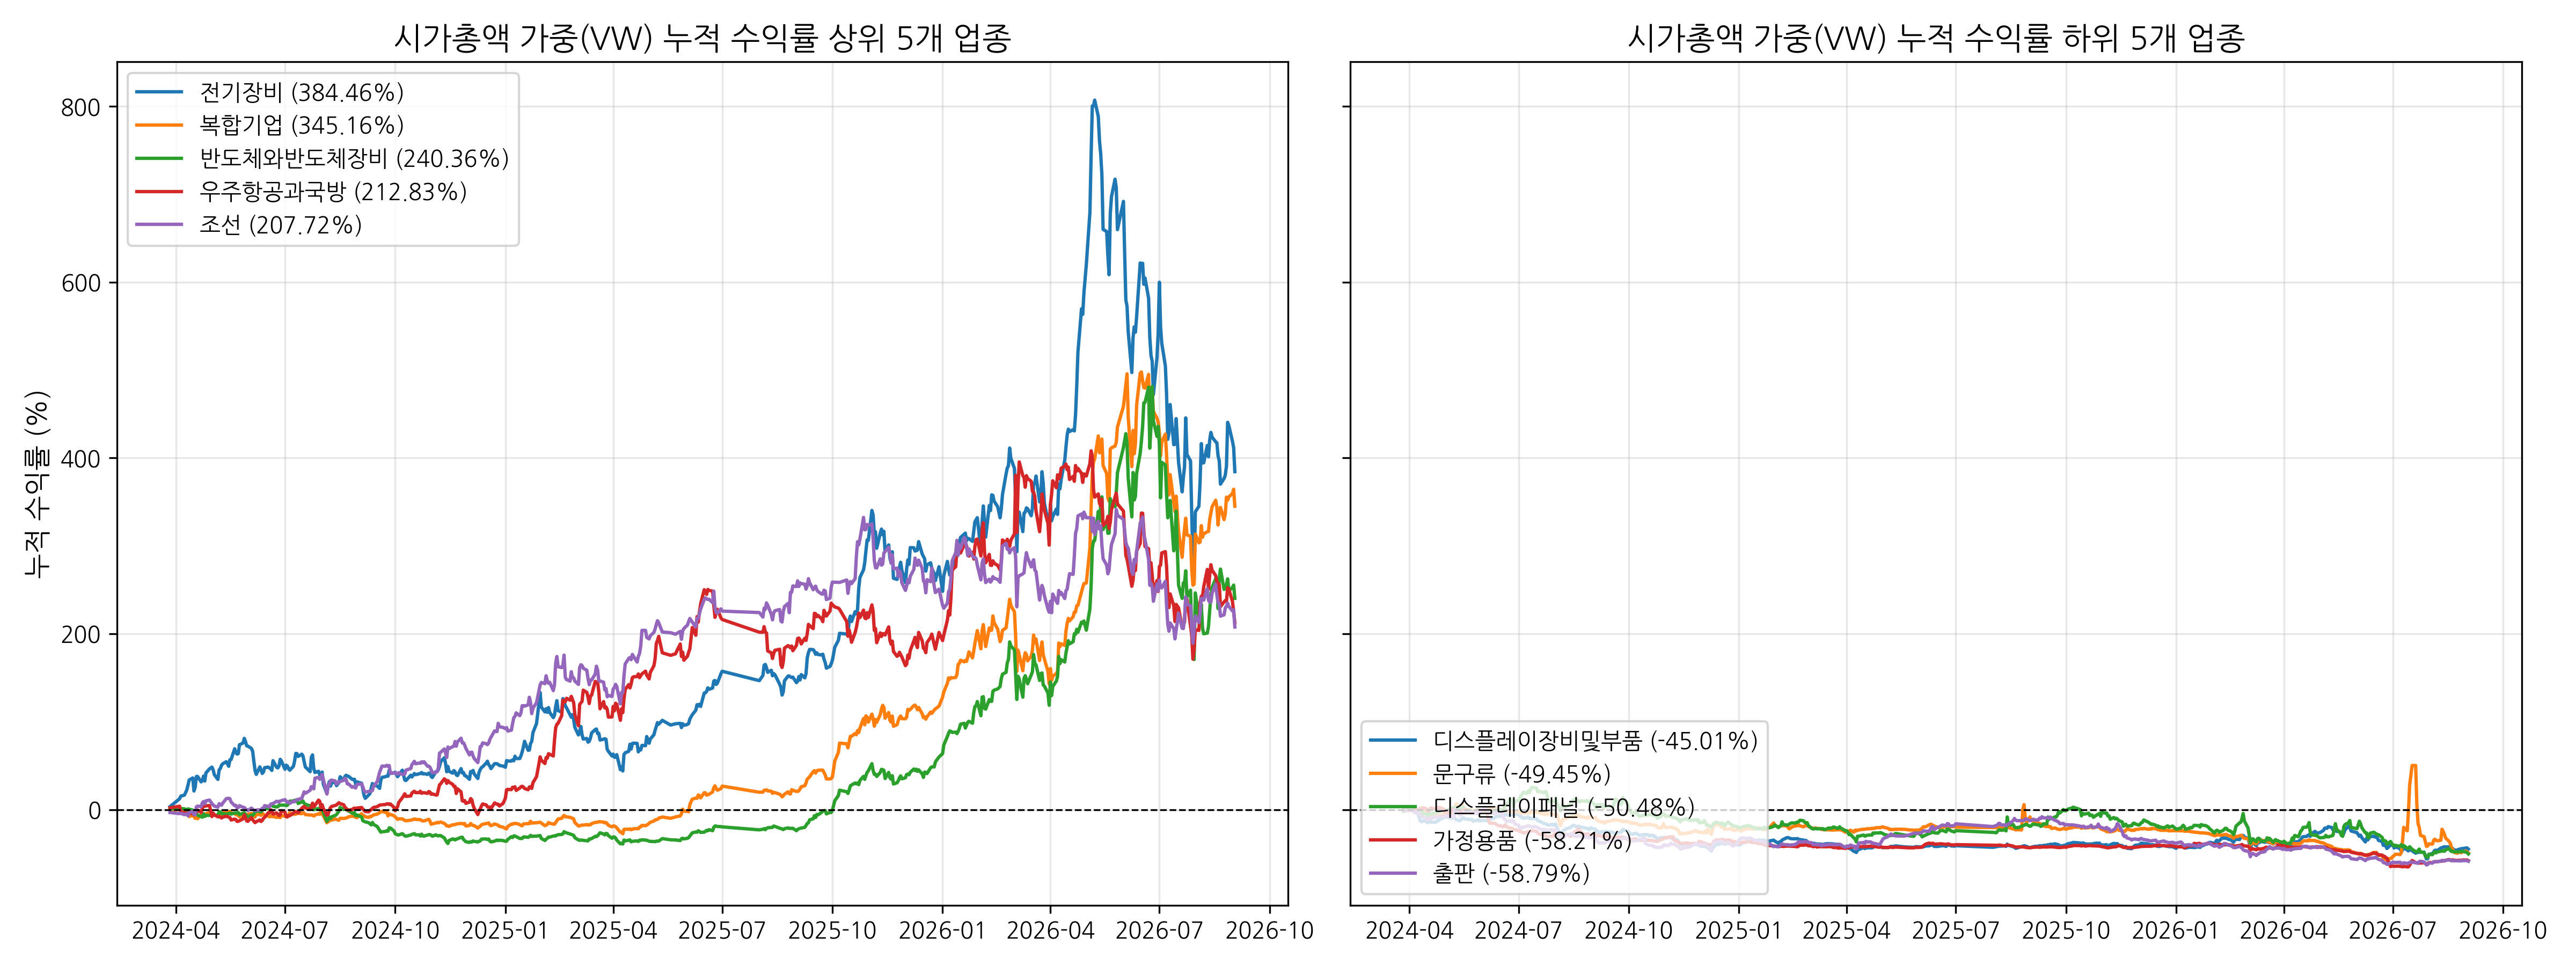 시가총액 가중(VW) 누적 수익률 상위 5개 업종
누적 수익률 (%)
800
600
400
200
0
전기장비 (384.46%)
복합기업 (345.16%)
반도체와반도체장비 (240.36%)
우주항공과국방 (212.83%)
조선 (207.72%)
2024-04 2024-07 2024-10 2025-01 2025-04 2025-07 2025-10 2026-01 2026-04 2026-07 2026-10
시가총액 가중(VW) 누적 수익률 하위 5개 업종
디스플레이장비및부품 (-45.01%)
문구류 (-49.45%)
디스플레이패널 (-50.48%)
가정용품 (-58.21%)
출판 (-58.79%)
2024-04 2024-07 2024-10 2025-01 2025-04 2025-07 2025-10 2026-01 2026-04 2026-07 2026-10